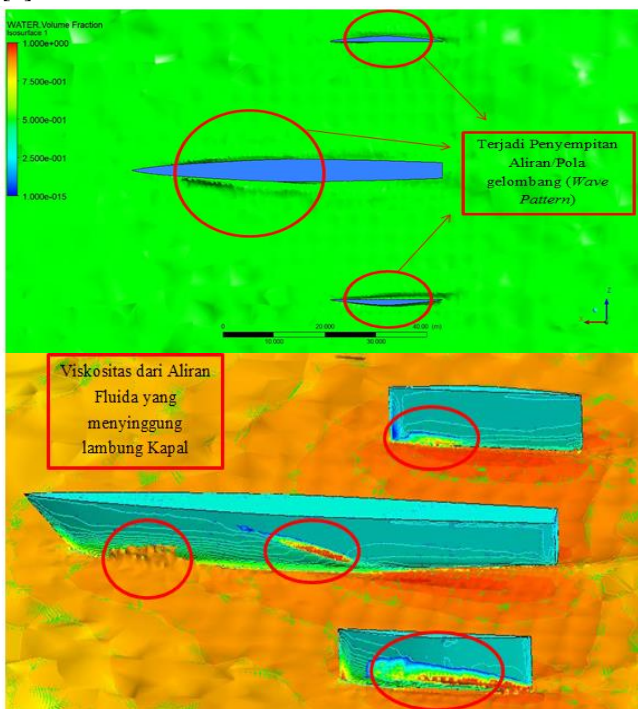 WATER.Volume Fraction
Isosurface 1
1.000e+000
7.500e-001
5.000e-001
2.500e-001
1.000e-015
Terjadi Penyempitan
Aliran/Pola
gelombang (Wave
Pattern)
0
20.000
40.00 (m)
10.000
30.000
Z
X
Viskositas dari Aliran
Fluida yang
menyinggung
lambung Kapal